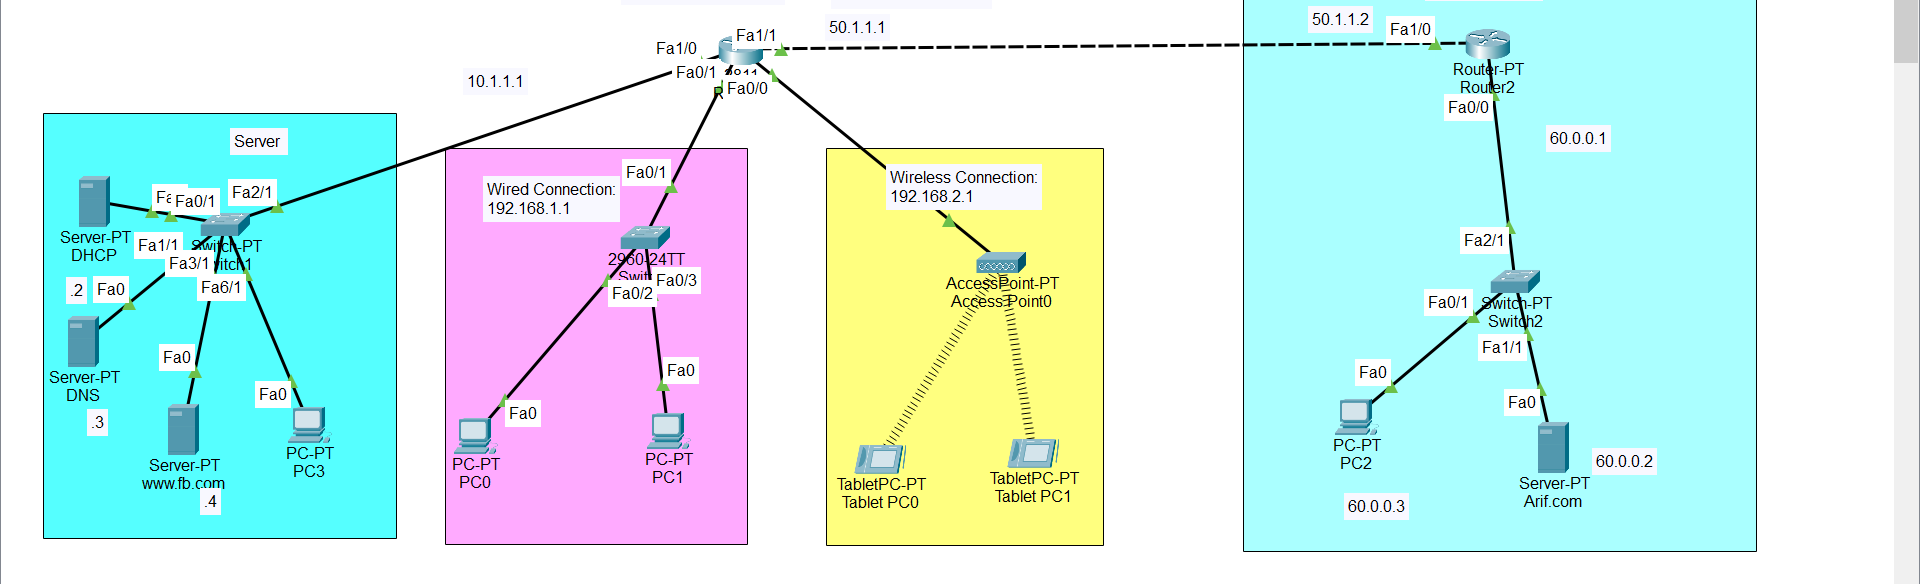 50.1.1.1
50.1.1.2
Fa1/0
Fa1/1
Fa1/0
Fa0/1
2811
Fa0/0
10.1.1.1
Router-PT
Router2
Fa0/0
60.0.0.1
Server
Fa0/1
Fa2/1
Server-PT
DHCP
Fa1/1
Switch-PT
Switch1
Fa3/1
.2
Fa0
Fa6/1
Server-PT
DNS
.3
Fa0
Fa0
Server-PT
www.fb.com
.4
PC-PT
PC3
Wired Connection:
192.168.1.1
Fa0/1
2960-24TT
Fa0/2
Fa0/3
Fa0
Fa0
PC-PT
PC0
PC-PT
PC1
Wireless Connection:
192.168.2.1
AccessPoint-PT
Access Point0
TabletPC-PT
Tablet PC0
TabletPC-PT
Tablet PC1
Fa2/1
Fa0/1
Switch-PT
Switch2
Fa1/1
Fa0
Fa0
PC-PT
PC2
60.0.0.3
Server-PT
Arif.com
60.0.0.2